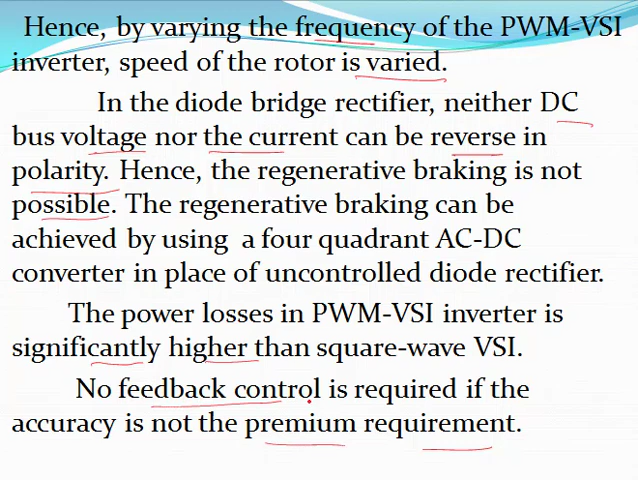 Hence, by varying the frequency of the PWM-VSI
inverter, speed of the rotor is varied.
In the diode bridge rectifier, neither DC
bus voltage nor the current can be reverse in
polarity. Hence, the regenerative braking is not
possible. The regenerative braking can be
achieved by using a four quadrant AC-DC
converter in place of uncontrolled diode rectifier.
The power losses in PWM-VSI inverter is
significantly higher than square-wave VSI.
No feedback control is required if the
accuracy is not the premium requirement.